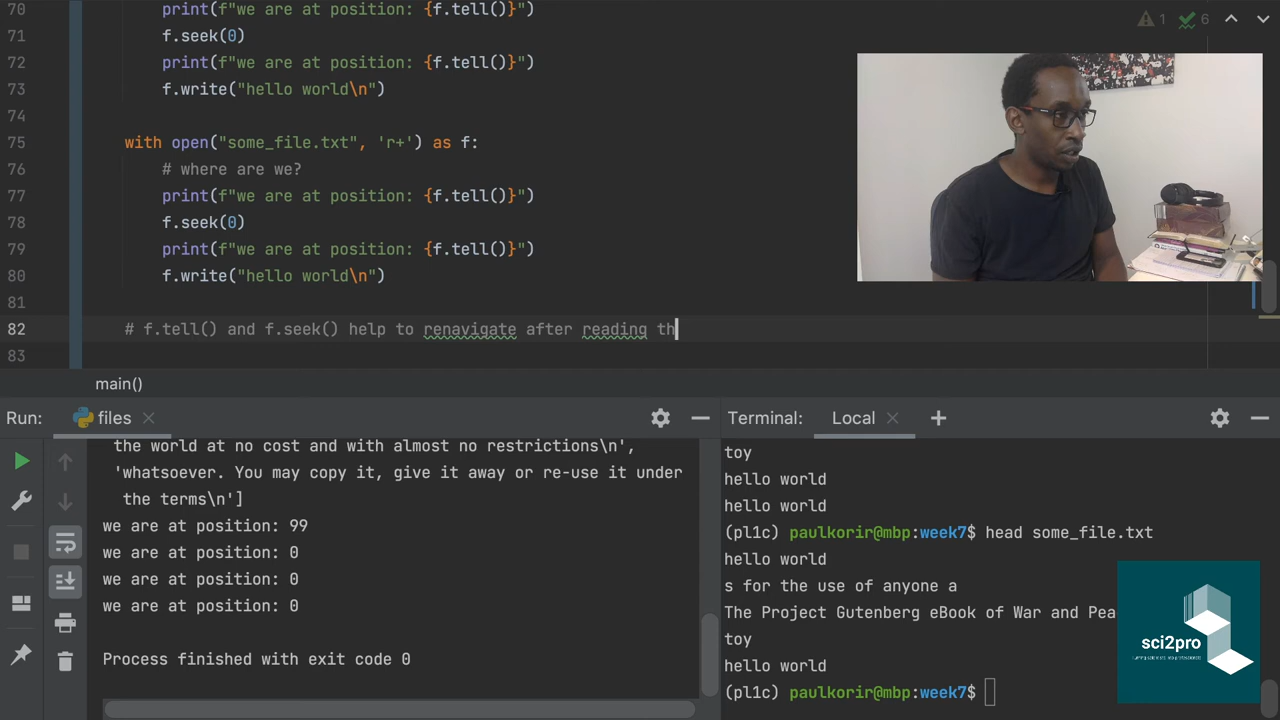 70 print(f"we are at position: {f.tell()}")
71 f.seek(0)
72 print(f"we are at position: {f.tell()}")
73 f.write("hello world\n")
74
75 with open("some_file.txt", 'r+') as f:
76 # where are we?
77 print(f"we are at position: {f.tell()}")
78 f.seek(0)
79 print(f"we are at position: {f.tell()}")
80 f.write("hello world\n")
81
82 # f.tell() and f.seek() help to renavigate after reading th
83
1 6
main()
Run: files
the world at no cost and with almost no restrictions\n',
'whatsoever. You may copy it, give it away or re-use it under
the terms\n']
we are at position: 99
we are at position: 0
we are at position: 0
we are at position: 0
Process finished with exit code 0
Terminal: Local
toy
hello world
hello world
(pl1c) paulkorir@mbp:week7$ head some_file.txt
hello world
s for the use of anyone a
The Project Gutenberg eBook of War and Pea
toy
hello world
(pl1c) paulkorir@mbp:week7$
sci2pro